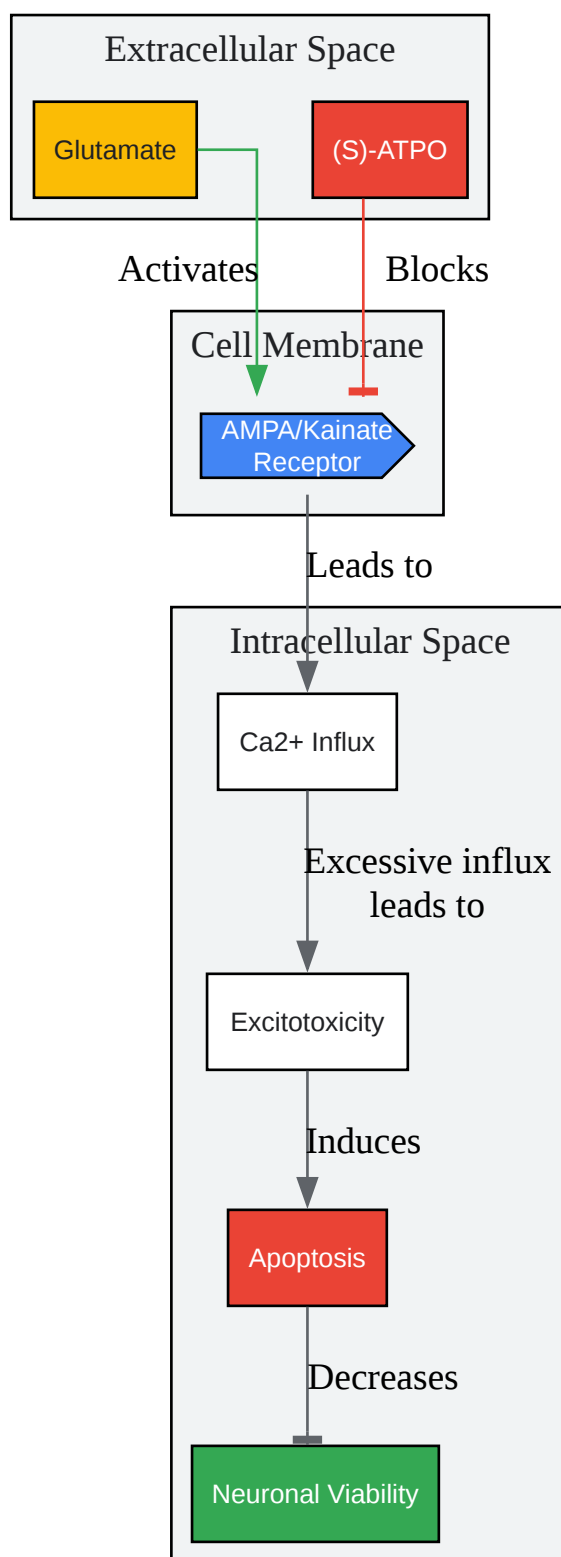 Extracellular Space
Glutamate
(S)-ATPO
Activates
Blocks
Cell Membrane
AMPA/Kainate
Receptor
Leads to
Intracellular Space
Ca2+ Influx
Excessive influx
leads to
Excitotoxicity
Induces
Apoptosis
Decreases
Neuronal Viability